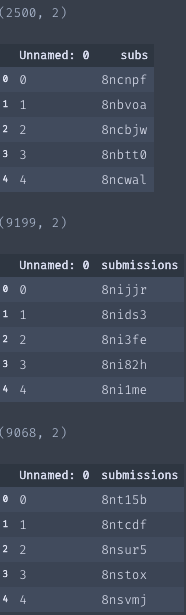 (2500, 2)
Unnamed: 0 subs
0 0 8ncnpf
1 1 8nbvoa
2 2 8ncbjw
3 3 8nbtt0
4 4 8ncwal
(9199, 2)
Unnamed: 0 submissions
0 0 8nijjr
1 1 8nids3
2 2 8ni3fe
3 3 8ni82h
4 4 8ni1me
(9068, 2)
Unnamed: 0 submissions
0 0 8nt15b
1 1 8ntcdf
2 2 8nsur5
3 3 8nstox
4 4 8nsvmj